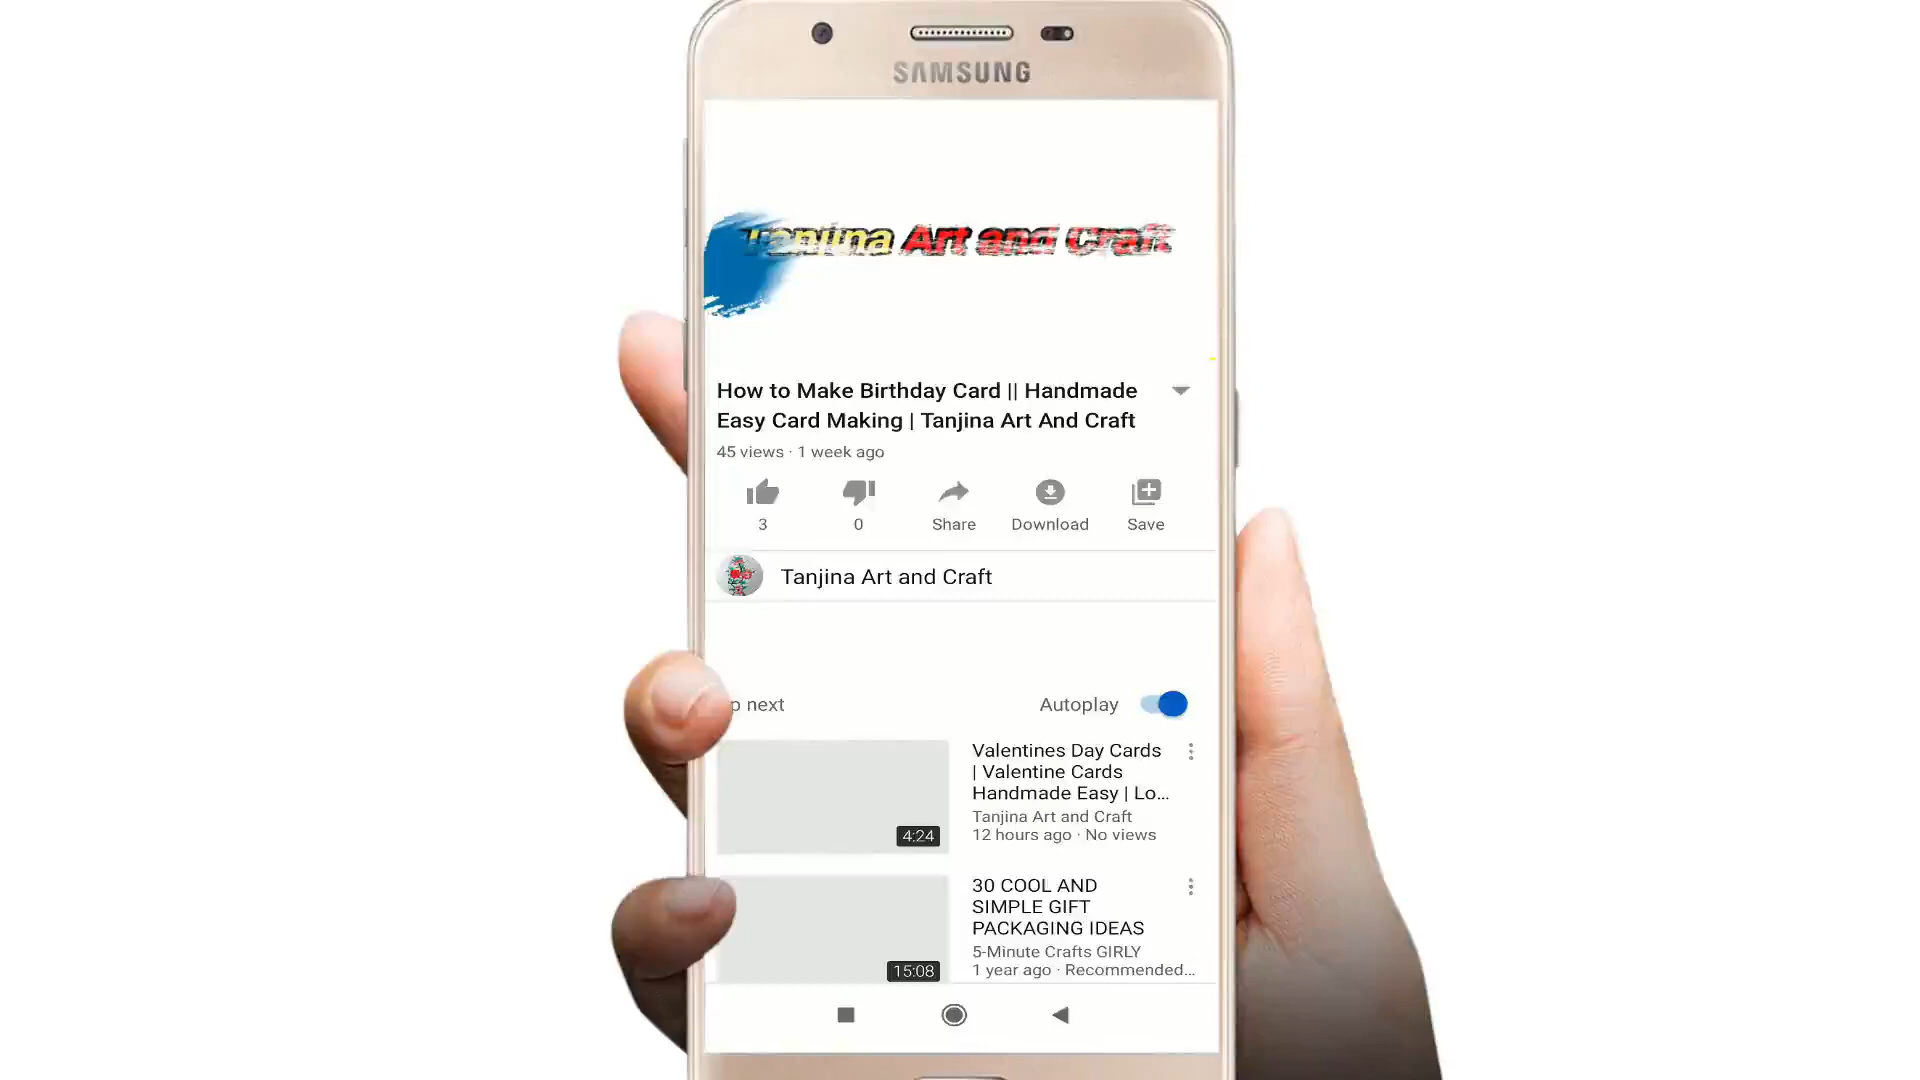 SAMSUNG
Tanjina Art and Craft
How to Make Birthday Card || Handmade
Easy Card Making | Tanjina Art And Craft
45 views · 1 week ago
3
0
Share
Download
Save
Tanjina Art and Craft
p next
Autoplay
Valentines Day Cards
| Valentine Cards
Handmade Easy | Lo...
Tanjina Art and Craft
12 hours ago · No views
4:24
30 COOL AND
SIMPLE GIFT
PACKAGING IDEAS
5-Minute Crafts GIRLY
1 year ago · Recommended...
15:08